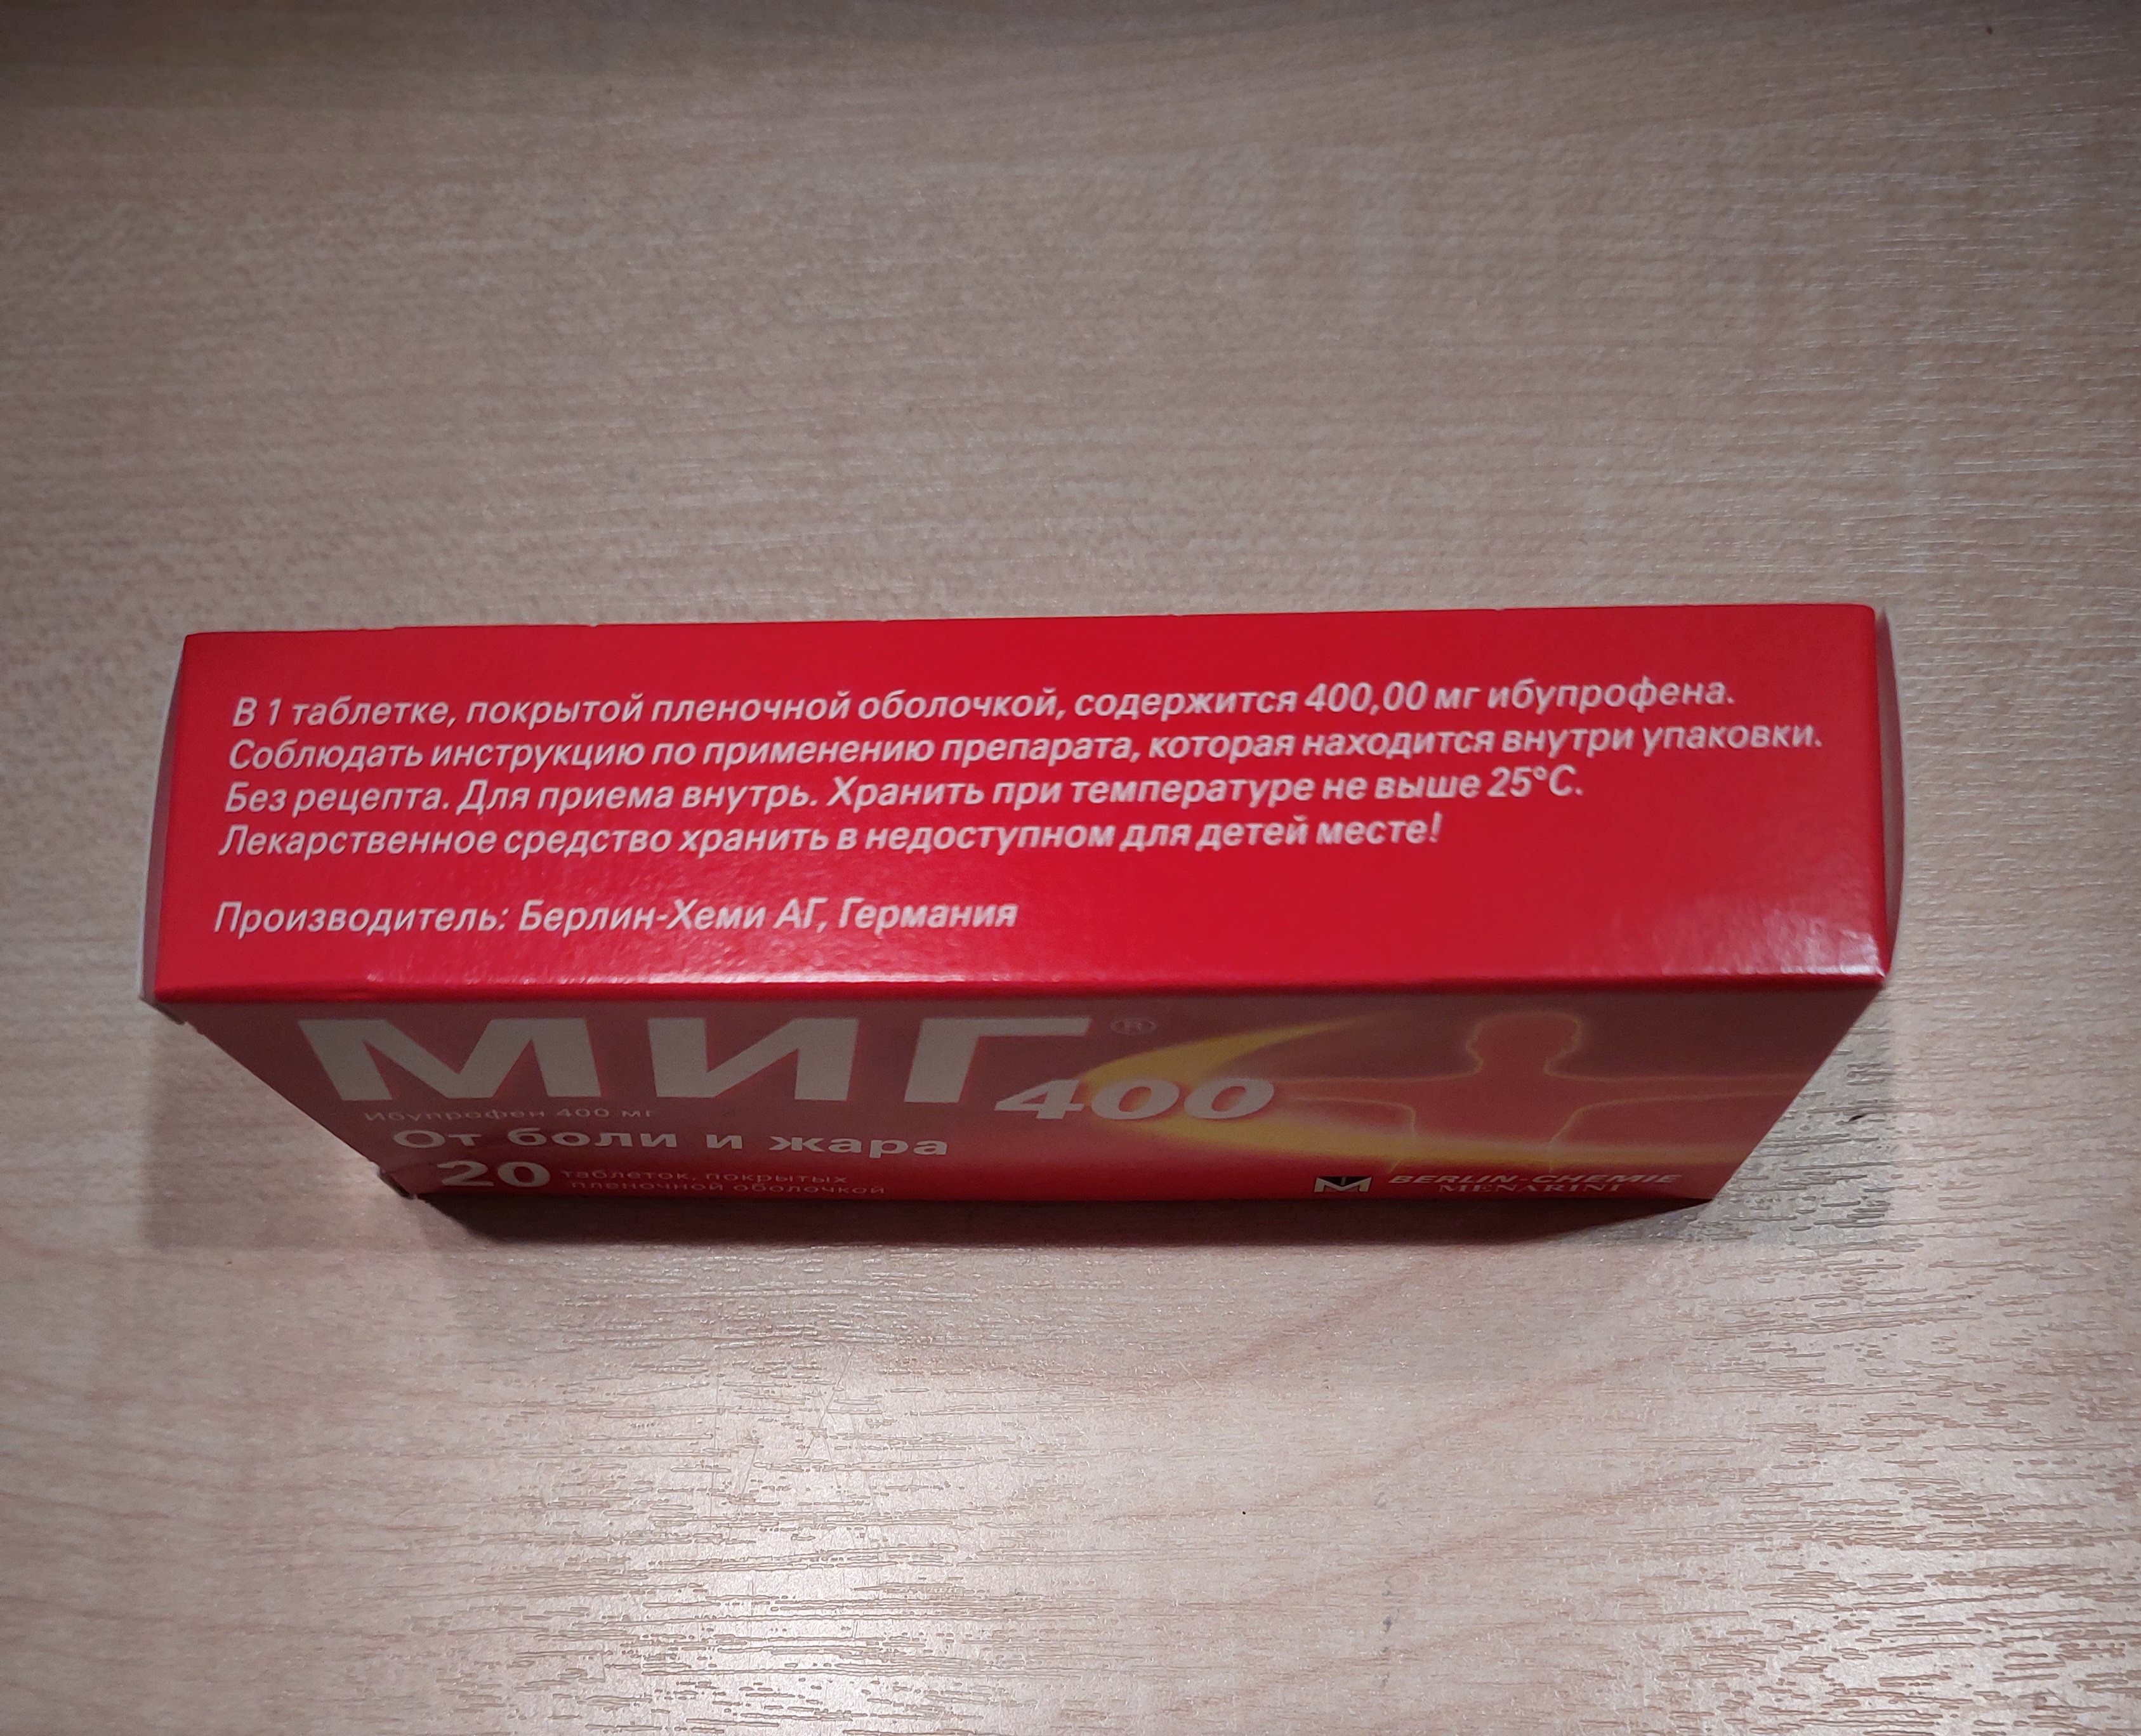 В 1 таблетке, покрытой пленочной оболочкой, содержится 400,00 мг ибупрофена.
Соблюдать инструкцию по применению препарата, которая находится внутри упаковки.
Без рецепта. Для приема внутрь. Хранить при температуре не выше 25°С.
Лекарственное средство хранить в недоступном для детей месте!
Производитель: Берлин-Хеми АГ, Германия
МИГ® 400
Ибупрофен 400 мг
От боли и жара
20 таблеток, покрытых
пленочной оболочкой
BERLIN-CHEMIE
MENARINI